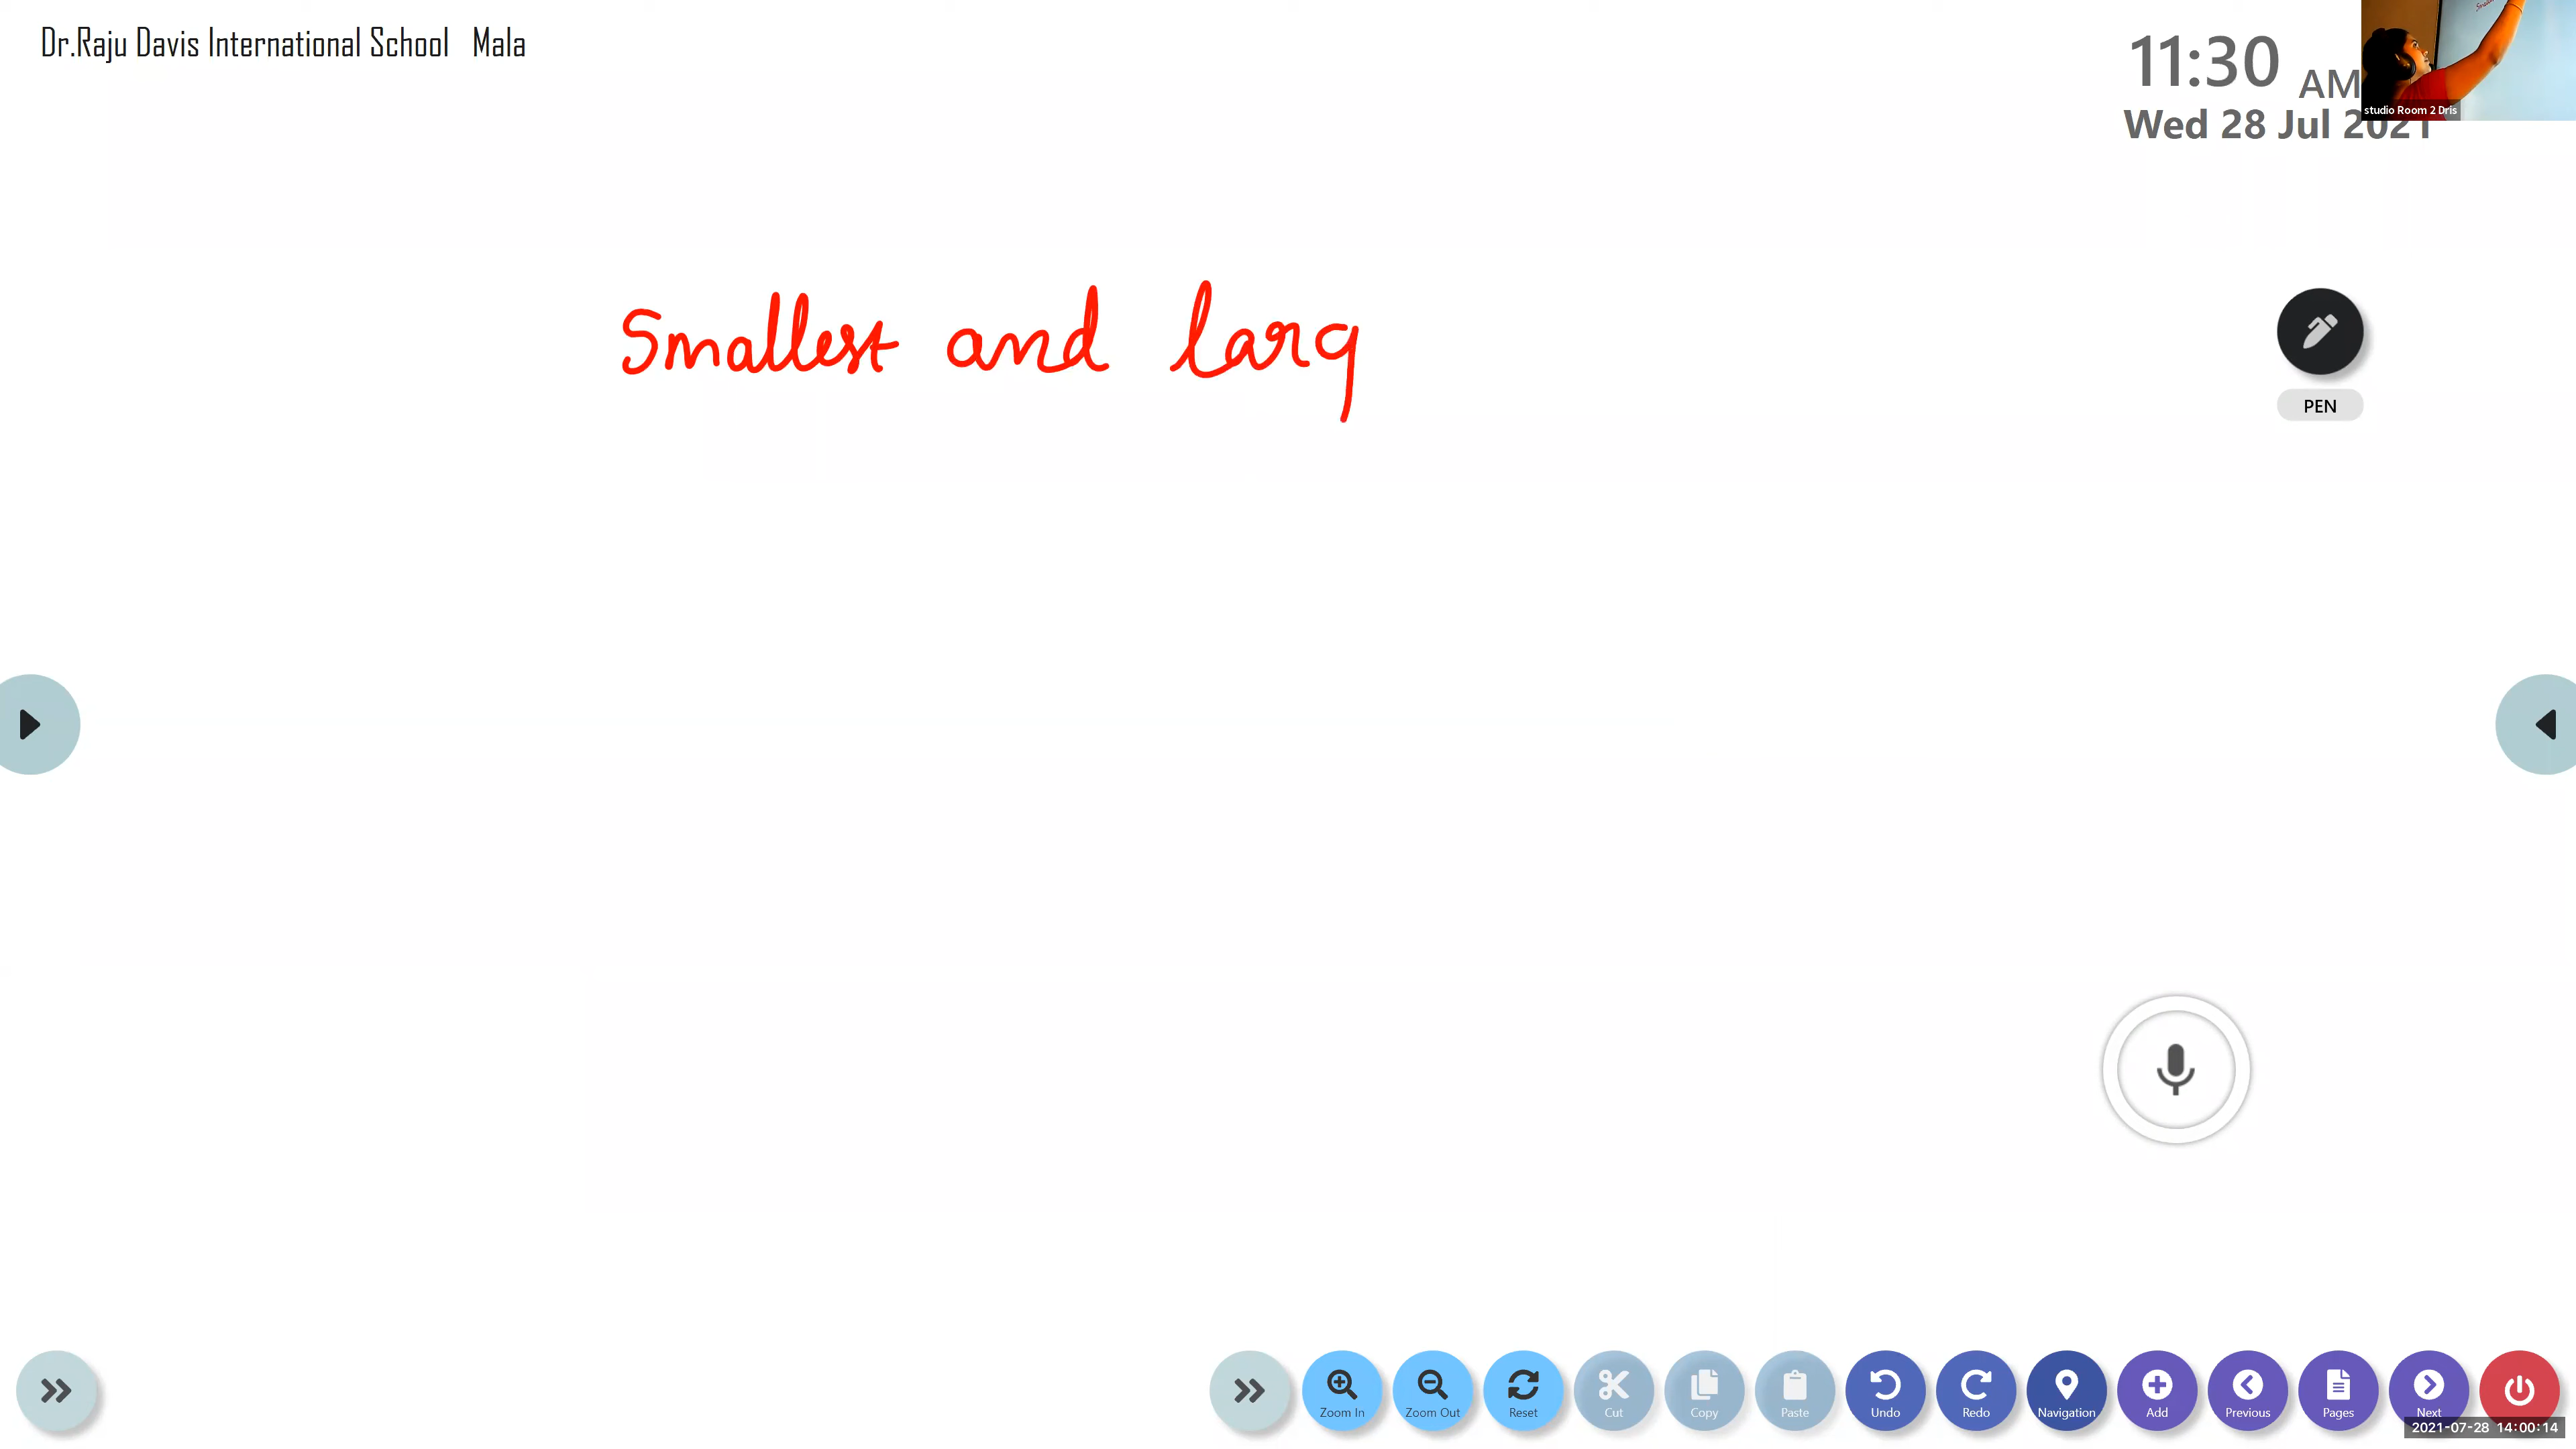 Dr.Raju Davis International School Mala
11:30 AM
studio Room 2 Dris
Wed 28 Jul 2021
Smallest and larg
PEN
Zoom In Zoom Out Reset Cut Copy Paste Undo Redo Navigation Add Previous Pages Next
2021-07-28 14:00:14